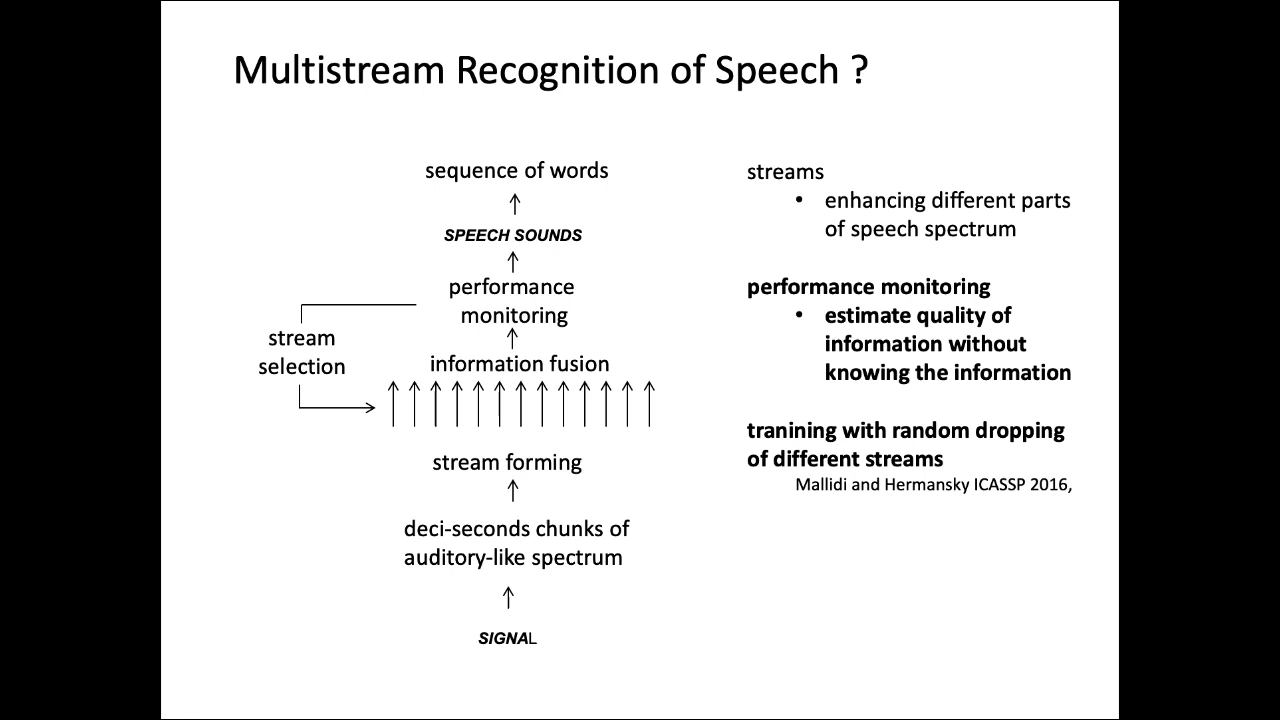 Multistream Recognition of Speech ?
sequence of words
SPEECH SOUNDS
performance
monitoring
stream
selection
information fusion
stream forming
deci-seconds chunks of
auditory-like spectrum
SIGNAL
streams
• enhancing different parts
of speech spectrum
performance monitoring
• estimate quality of
information without
knowing the information
tranining with random dropping
of different streams
Mallidi and Hermansky ICASSP 2016,